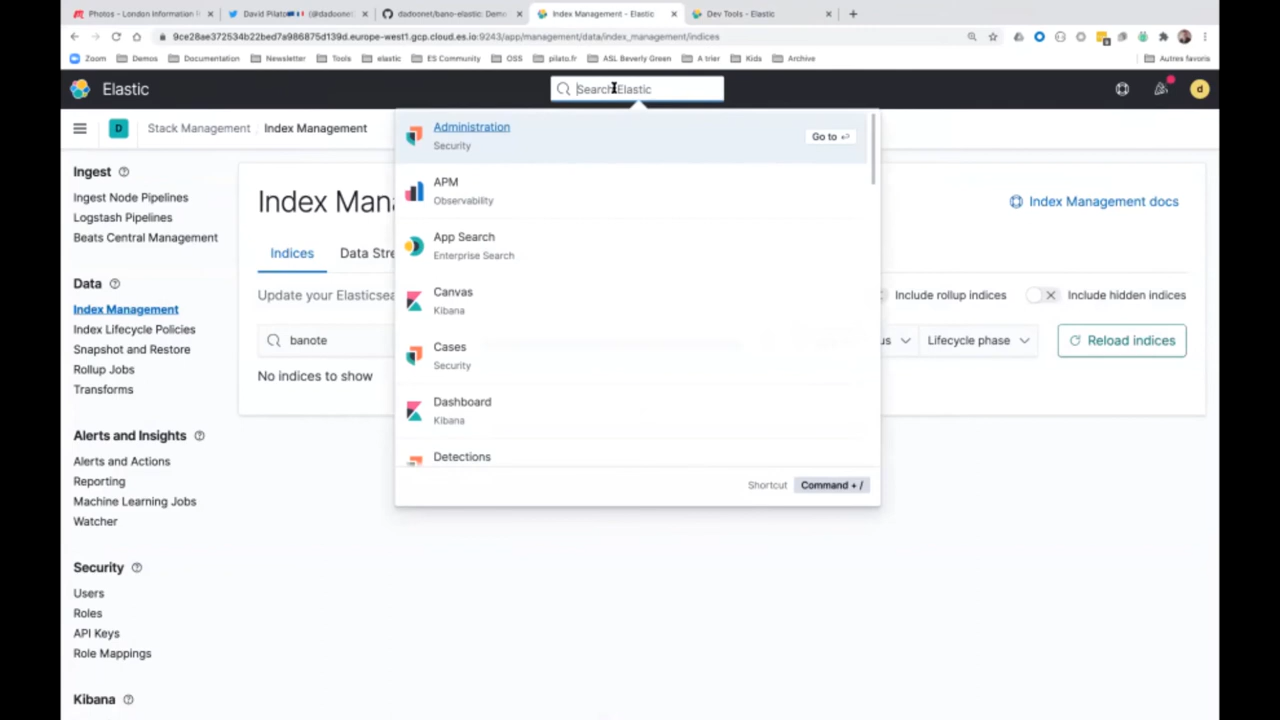 Photos - London Information R
David Pilato (@dadoonet)
dadoonet/bano-elastic: Demo
Index Management - Elastic
Dev Tools - Elastic
9ce28ae372534b22bed7a986875d139d.europe-west1.gcp.cloud.es.io:9243/app/management/data/index_management/indices
Zoom Demos Documentation Newsletter Tools elastic ES Community OSS pilato.fr ASL Beverly Green A trier Kids Archive Autres favoris
Elastic
Search Elastic
d
D Stack Management Index Management
Administration
Security
Go to
APM
Observability
App Search
Enterprise Search
Canvas
Kibana
Cases
Security
Dashboard
Kibana
Detections
Shortcut Command + /
Ingest
Ingest Node Pipelines
Logstash Pipelines
Beats Central Management
Data
Index Management
Index Lifecycle Policies
Snapshot and Restore
Rollup Jobs
Transforms
Alerts and Insights
Alerts and Actions
Reporting
Machine Learning Jobs
Watcher
Security
Users
Roles
API Keys
Role Mappings
Kibana
Index Mana
Index Management docs
Indices Data Stre
Update your Elasticsea
Include rollup indices Include hidden indices
banote
us Lifecycle phase Reload indices
No indices to show